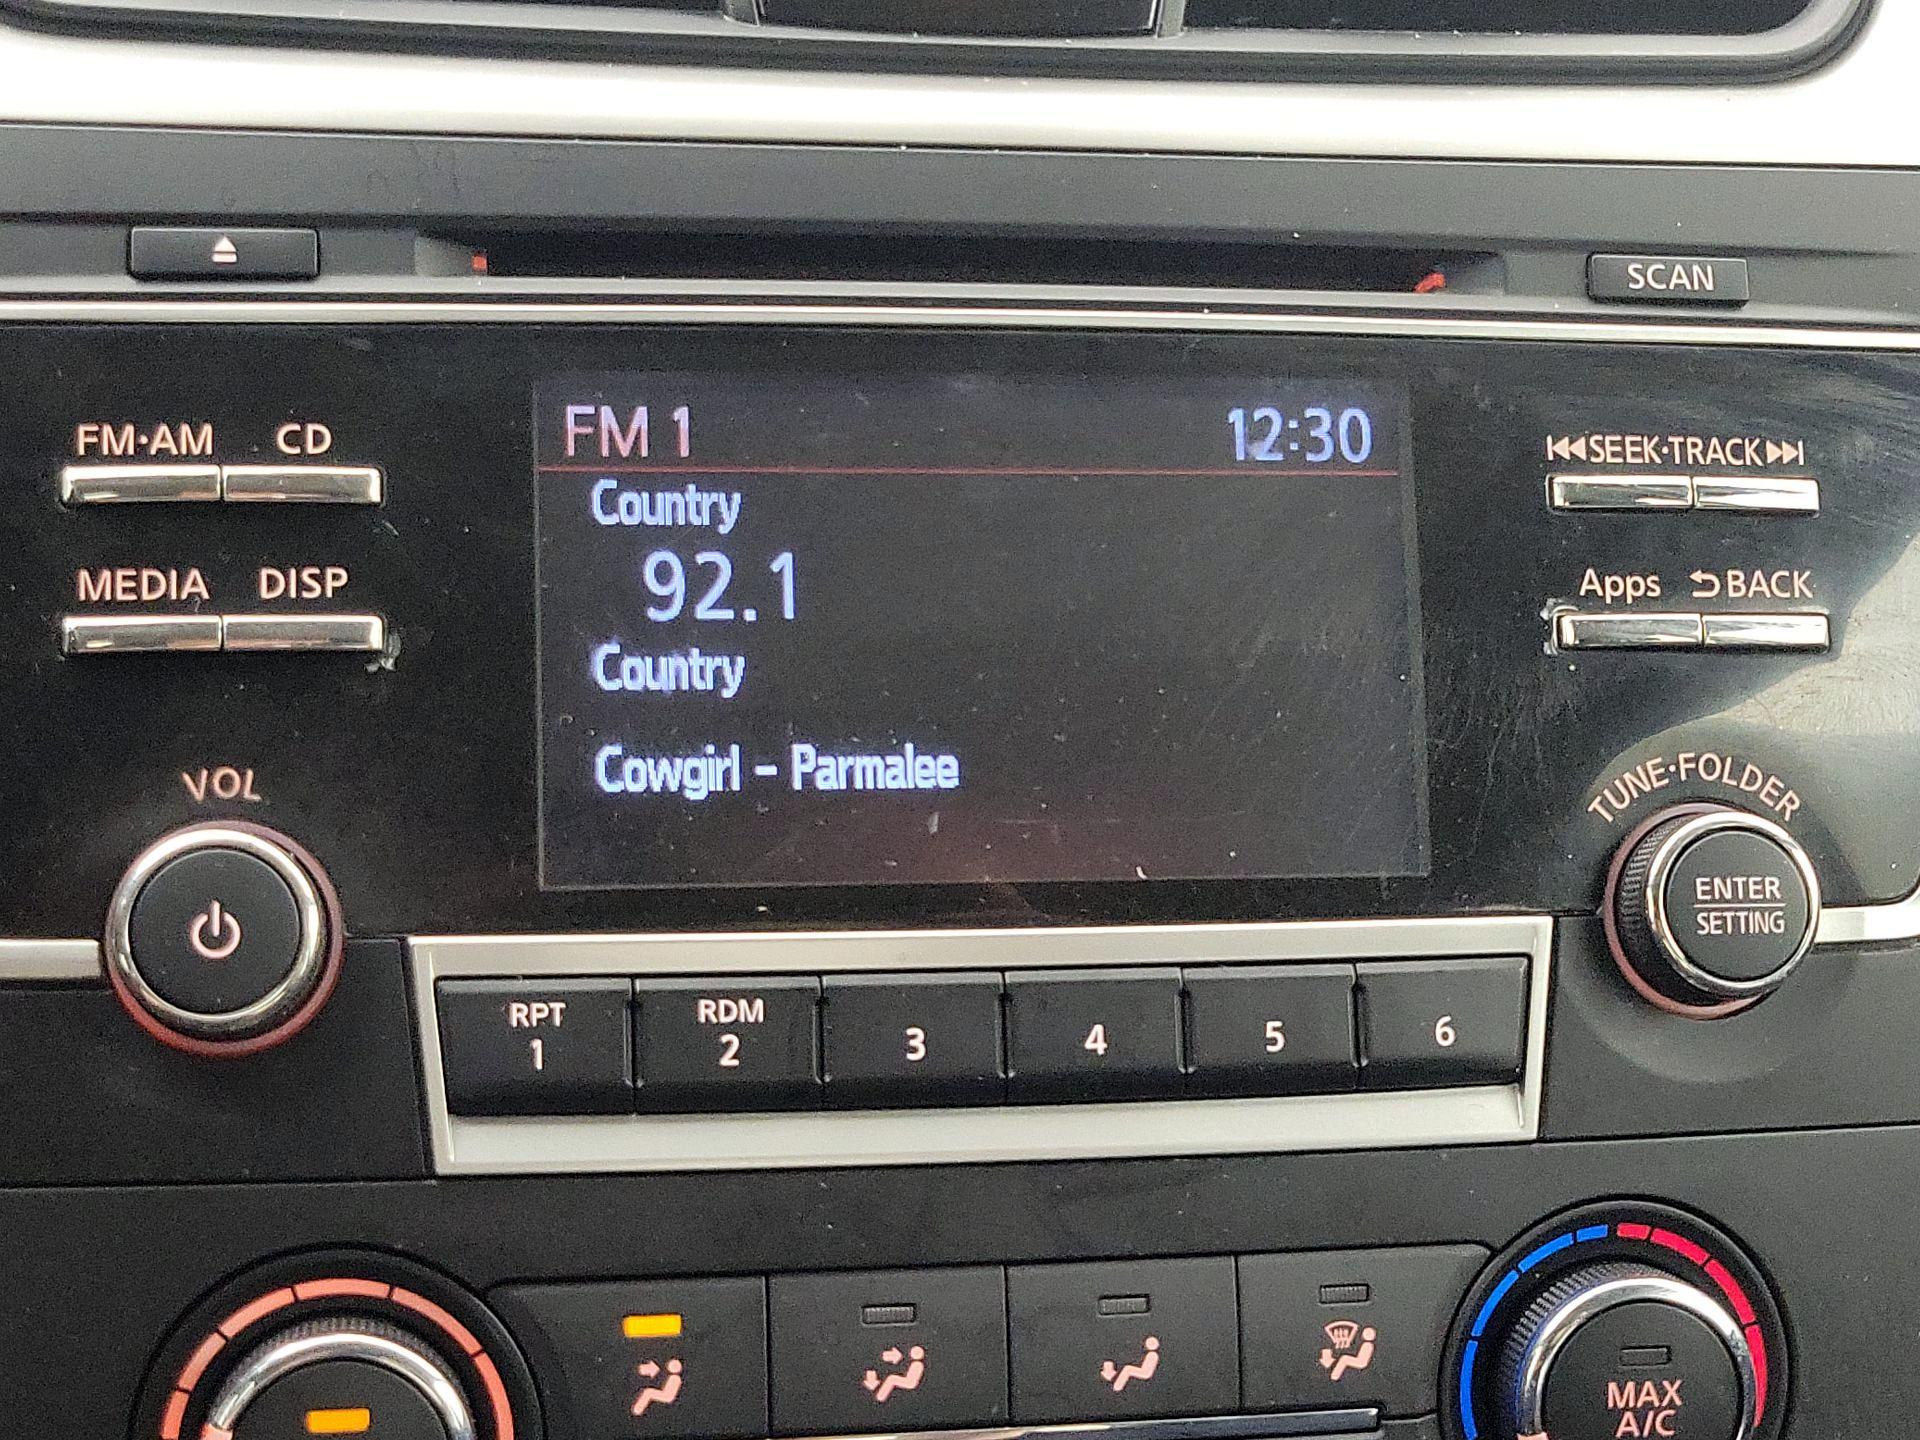 SCAN
FM·AM CD
MEDIA DISP
VOL
FM 1 12:30
Country
92.1
Country
Cowgirl - Parmalee
SEEK·TRACK
Apps BACK
TUNE·FOLDER
ENTER
SETTING
RPT
1
RDM
2
3
4
5
6
MAX
A/C